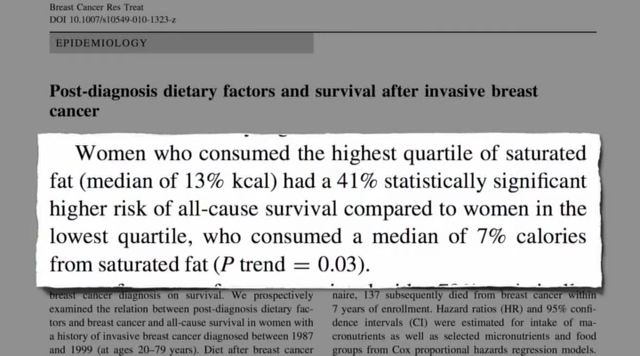 Breast Cancer Res Treat
DOI 10.1007/s10549-010-1323-z
EPIDEMIOLOGY
Post-diagnosis dietary factors and survival after invasive breast
cancer
Women who consumed the highest quartile of saturated
fat (median of 13% kcal) had a 41% statistically significant
higher risk of all-cause survival compared to women in the
lowest quartile, who consumed a median of 7% calories
from saturated fat (P trend = 0.03).
breast cancer diagnosis on survival. We prospectively
examined the relation between post-diagnosis dietary fac-
tors and breast cancer and all-cause survival in women with
a history of invasive breast cancer diagnosed between 1987
and 1999 (at ages 20–79 years). Diet after breast cancer
naire, 137 subsequently died from breast cancer within
7 years of enrollment. Hazard ratios (HR) and 95% confi-
dence intervals (CI) were estimated for intake of ma-
cronutrients as well as selected micronutrients and food
groups from Cox proportional hazards regression models.